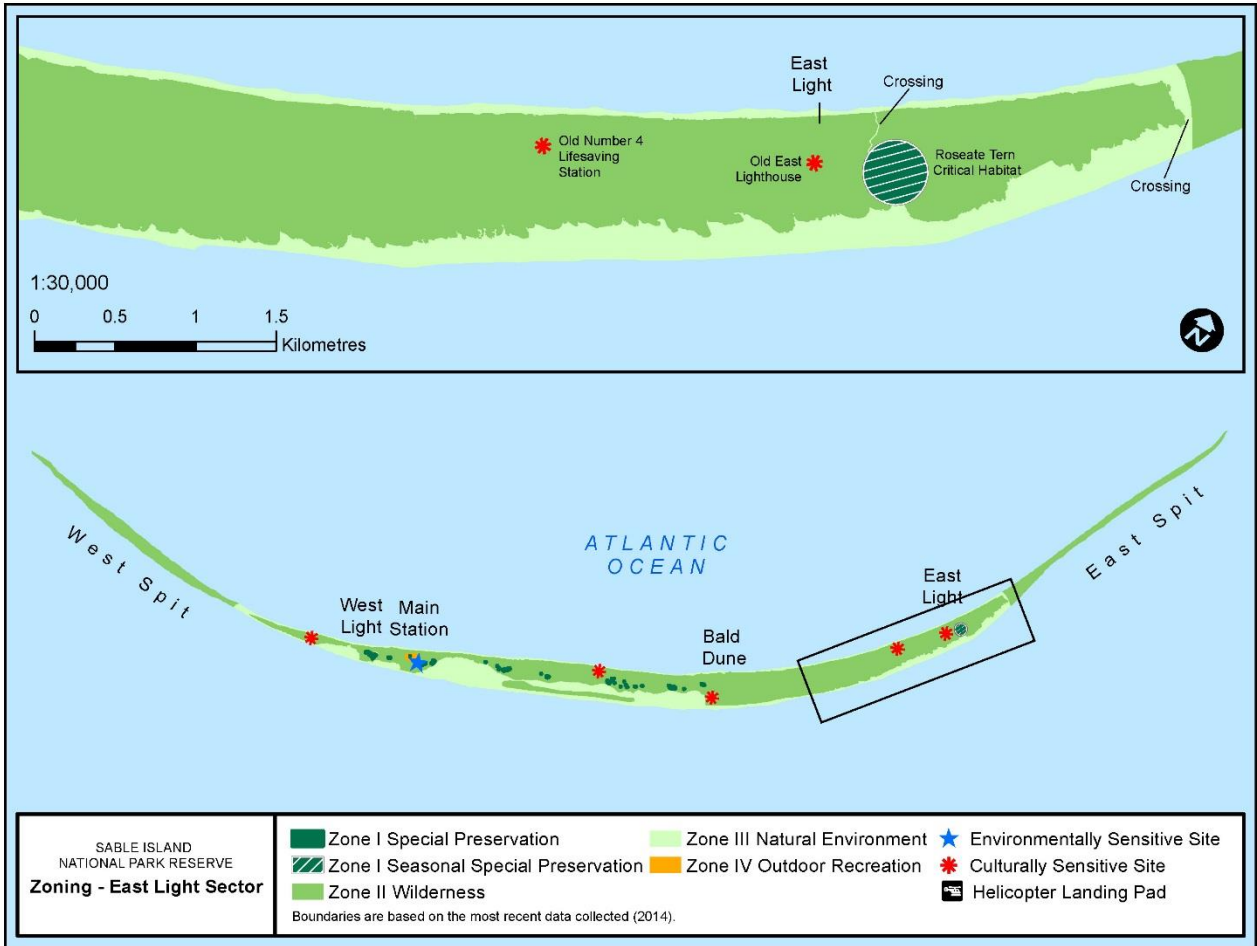 East
Light
Crossing
Old Number 4
Lifesaving
Station
Old East
Lighthouse
Roseate Tern
Critical Habitat
Crossing
1:30,000
0 0.5 1 1.5
Kilometres
N
ATLANTIC
OCEAN
West Spit
East Spit
West
Light
Main
Station
Bald
Dune
East
Light
SABLE ISLAND
NATIONAL PARK RESERVE
Zoning - East Light Sector
Zone I Special Preservation
Zone I Seasonal Special Preservation
Zone II Wilderness
Zone III Natural Environment
Zone IV Outdoor Recreation
Environmentally Sensitive Site
Culturally Sensitive Site
Helicopter Landing Pad
Boundaries are based on the most recent data collected (2014).